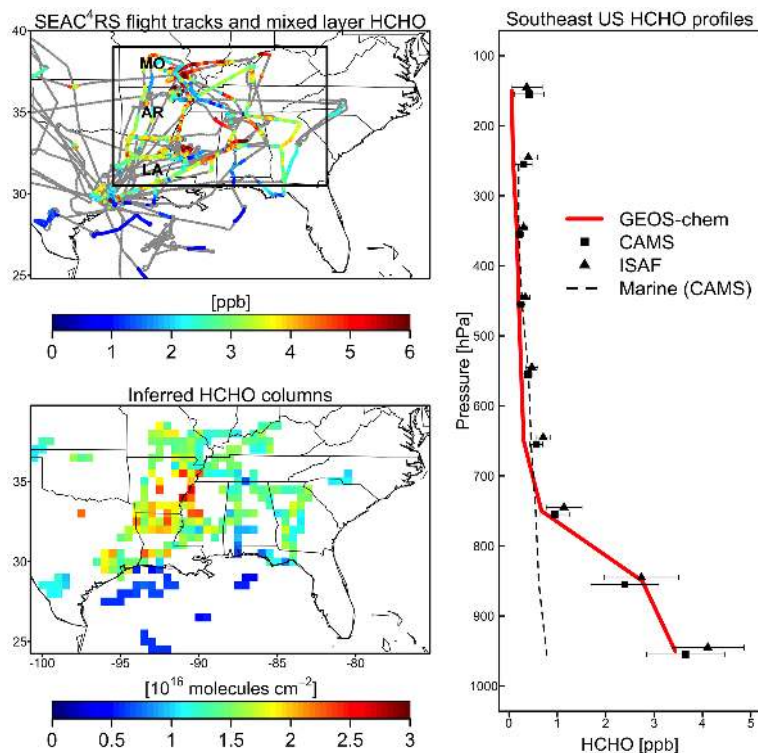 SEAC⁴RS flight tracks and mixed layer HCHO
40
35
30
25
MO
AR
LA
[ppb]
0 1 2 3 4 5 6
Inferred HCHO columns
35
30
25
-100 -95 -90 -85 -80
[10¹⁶ molecules cm⁻²]
0 0.5 1 1.5 2 2.5 3
Southeast US HCHO profiles
Pressure [hPa]
100
200
300
400
500
600
700
800
900
1000
GEOS-chem
CAMS
ISAF
Marine (CAMS)
0 1 2 3 4 5
HCHO [ppb]